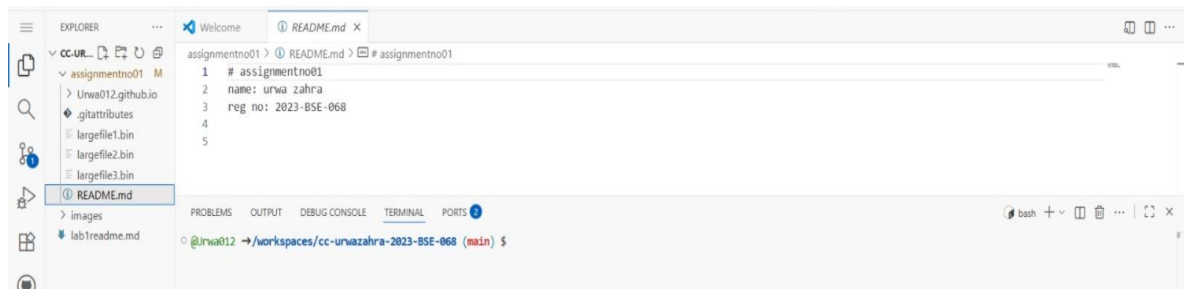 EXPLORER ...
CC-UR...
assignmentno01 M
Urwa012.github.io
.gitattributes
largefile1.bin
largefile2.bin
largefile3.bin
README.md
images
lab1readme.md
1
Welcome
README.md ×
...
assignmentno01 > README.md > # assignmentno01
1 # assignmentno01
2 name: urwa zahra
3 reg no: 2023-BSE-068
4
5
PROBLEMS OUTPUT DEBUG CONSOLE TERMINAL PORTS 2
bash
@Urwa012 →/workspaces/cc-urwazahra-2023-BSE-068 (main) $